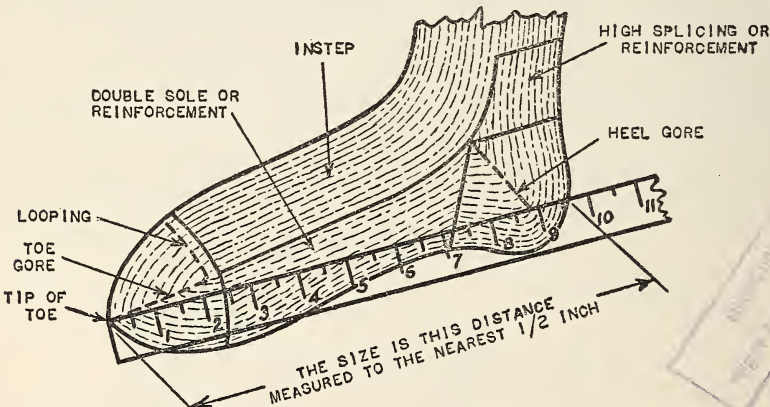 HIGH SPLICING OR
REINFORCEMENT
INSTEP
DOUBLE SOLE OR
REINFORCEMENT
HEEL GORE
LOOPING
TOE
GORE
TIP OF
TOE
2 3 4 5 6 7 8 9 10 11
THE SIZE IS THIS DISTANCE
MEASURED TO THE NEAREST 1/2 INCH